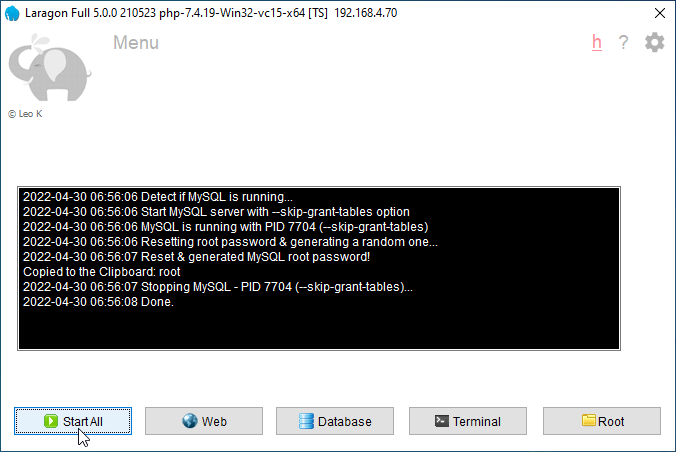 Laragon Full 5.0.0 210523 php-7.4.19-Win32-vc15-x64 [TS]  192.168.4.70
Menu
h ?
© Leo K
2022-04-30 06:56:06 Detect if MySQL is running...
2022-04-30 06:56:06 Start MySQL server with --skip-grant-tables option
2022-04-30 06:56:06 MySQL is running with PID 7704 (--skip-grant-tables)
2022-04-30 06:56:06 Resetting root password & generating a random one...
2022-04-30 06:56:07 Reset & generated MySQL root password!
Copied to the Clipboard: root
2022-04-30 06:56:07 Stopping MySQL - PID 7704 (--skip-grant-tables)...
2022-04-30 06:56:08 Done.
Start All Web Database Terminal Root